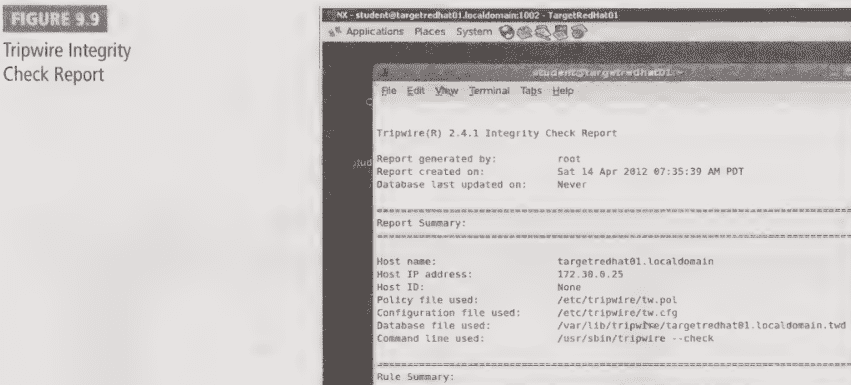 FIGURE 9.9
Tripwire Integrity
Check Report
NX - student@targetredhat01.localdomain:1002 - TargetRedHat01
Applications Places System
student@targetredhat01:~
File Edit View Terminal Tabs Help
Tripwire(R) 2.4.1 Integrity Check Report
stud
Report generated by: root
Report created on: Sat 14 Apr 2012 07:35:39 AM PDT
Database last updated on: Never
Report Summary:
Host name: targetredhat01.localdomain
Host IP address: 172.30.0.25
Host ID: None
Policy file used: /etc/tripwire/tw.pol
Configuration file used: /etc/tripwire/tw.cfg
Database file used: /var/lib/tripwire/targetredhat01.localdomain.twd
Command line used: /usr/sbin/tripwire --check
Rule Summary: